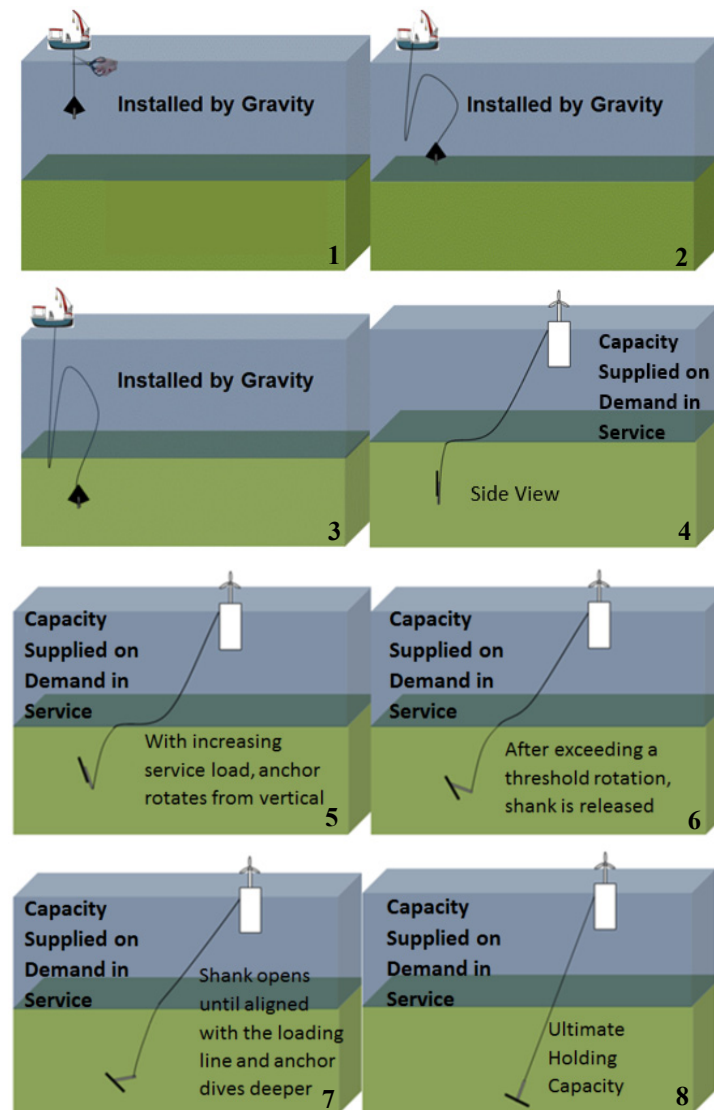 Installed by Gravity
1
Installed by Gravity
2
Installed by Gravity
3
Capacity
Supplied on
Demand in
Service
Side View
4
Capacity
Supplied on
Demand in
Service
With increasing
service load, anchor
rotates from vertical
5
Capacity
Supplied on
Demand in
Service
After exceeding a
threshold rotation,
shank is released
6
Capacity
Supplied on
Demand in
Service
Shank opens
until aligned
with the loading
line and anchor
dives deeper
7
Capacity
Supplied on
Demand in
Service
Ultimate
Holding
Capacity
8